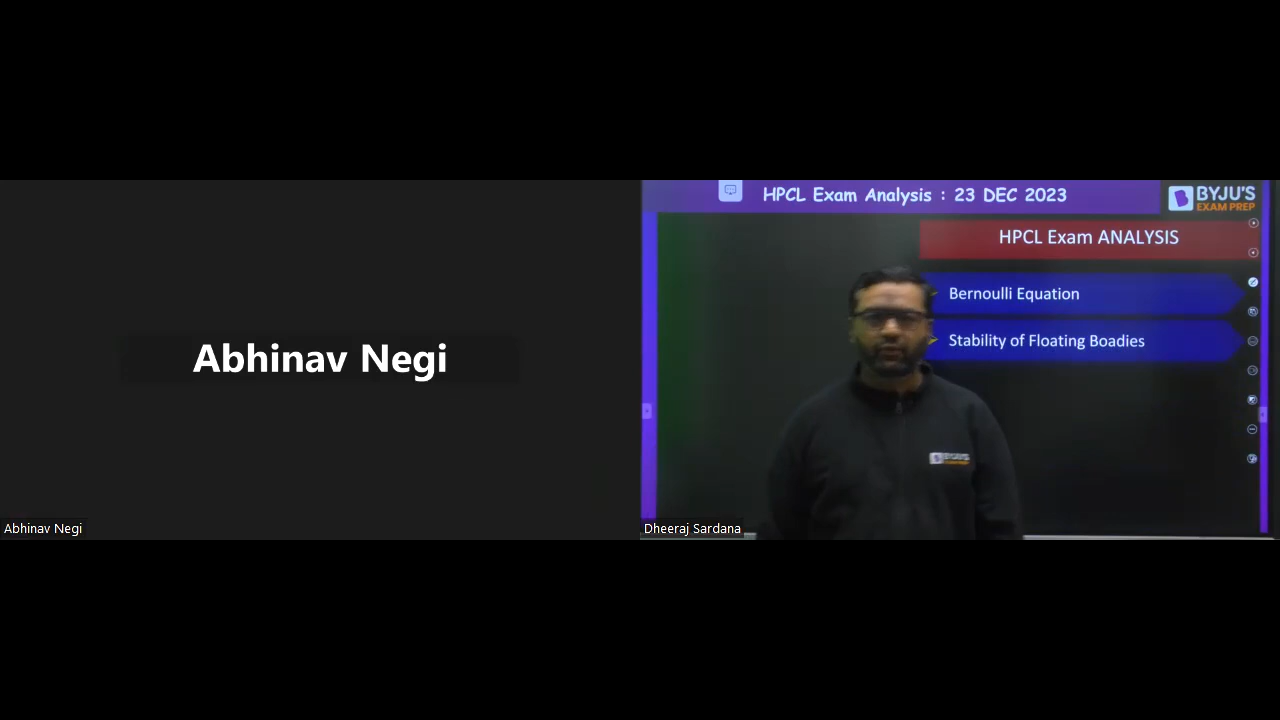 Abhinav Negi
Abhinav Negi
HPCL Exam Analysis : 23 DEC 2023
BYJU'S
EXAM PREP
HPCL Exam ANALYSIS
Bernoulli Equation
Stability of Floating Boadies
BYJU'S
Dheeraj Sardana